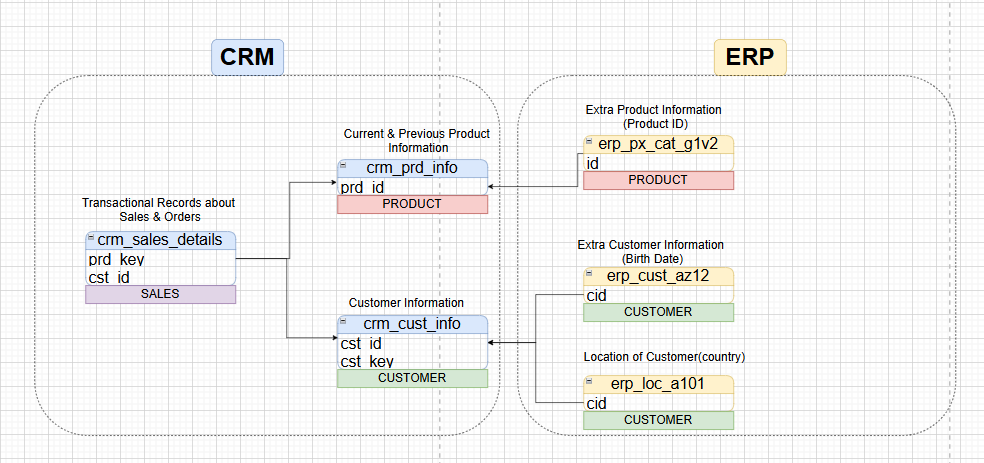 CRM
ERP
Current & Previous Product
Information
crm_prd_info
prd_id
PRODUCT
Transactional Records about
Sales & Orders
crm_sales_details
prd_key
cst_id
SALES
Customer Information
crm_cust_info
cst_id
cst_key
CUSTOMER
Extra Product Information
(Product ID)
erp_px_cat_g1v2
id
PRODUCT
Extra Customer Information
(Birth Date)
erp_cust_az12
cid
CUSTOMER
Location of Customer(country)
erp_loc_a101
cid
CUSTOMER